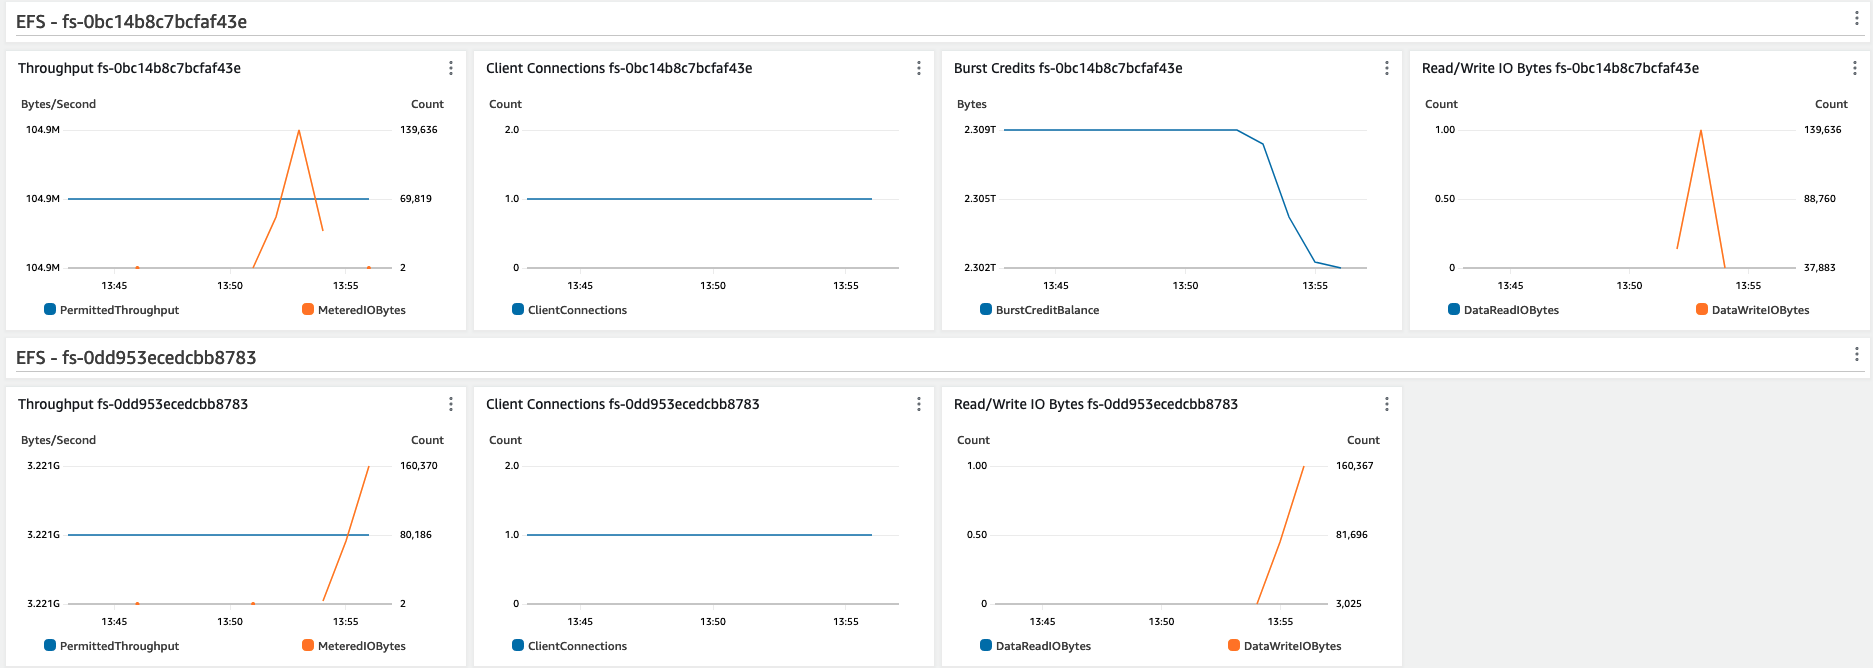 EFS - fs-0bc14b8c7bcfaf43e
Throughput fs-0bc14b8c7bcfaf43e
Bytes/Second
Count
104.9M
139,636
104.9M
69,819
104.9M
2
13:45
13:50
13:55
PermittedThroughput
MeteredIOBytes
Client Connections fs-0bc14b8c7bcfaf43e
Count
2.0
1.0
0
13:45
13:50
13:55
ClientConnections
Burst Credits fs-0bc14b8c7bcfaf43e
Bytes
2.309T
2.305T
2.302T
13:45
13:50
13:55
BurstCreditBalance
Read/Write IO Bytes fs-0bc14b8c7bcfaf43e
Count
Count
1.00
139,636
0.50
88,760
0
37,883
13:45
13:50
13:55
DataReadIOBytes
DataWriteIOBytes
EFS - fs-0dd953ecedcbb8783
Throughput fs-0dd953ecedcbb8783
Bytes/Second
Count
3.221G
160,370
3.221G
80,186
3.221G
2
13:45
13:50
13:55
PermittedThroughput
MeteredIOBytes
Client Connections fs-0dd953ecedcbb8783
Count
2.0
1.0
0
13:45
13:50
13:55
ClientConnections
Read/Write IO Bytes fs-0dd953ecedcbb8783
Count
Count
1.00
160,367
0.50
81,696
0
3,025
13:45
13:50
13:55
DataReadIOBytes
DataWriteIOBytes